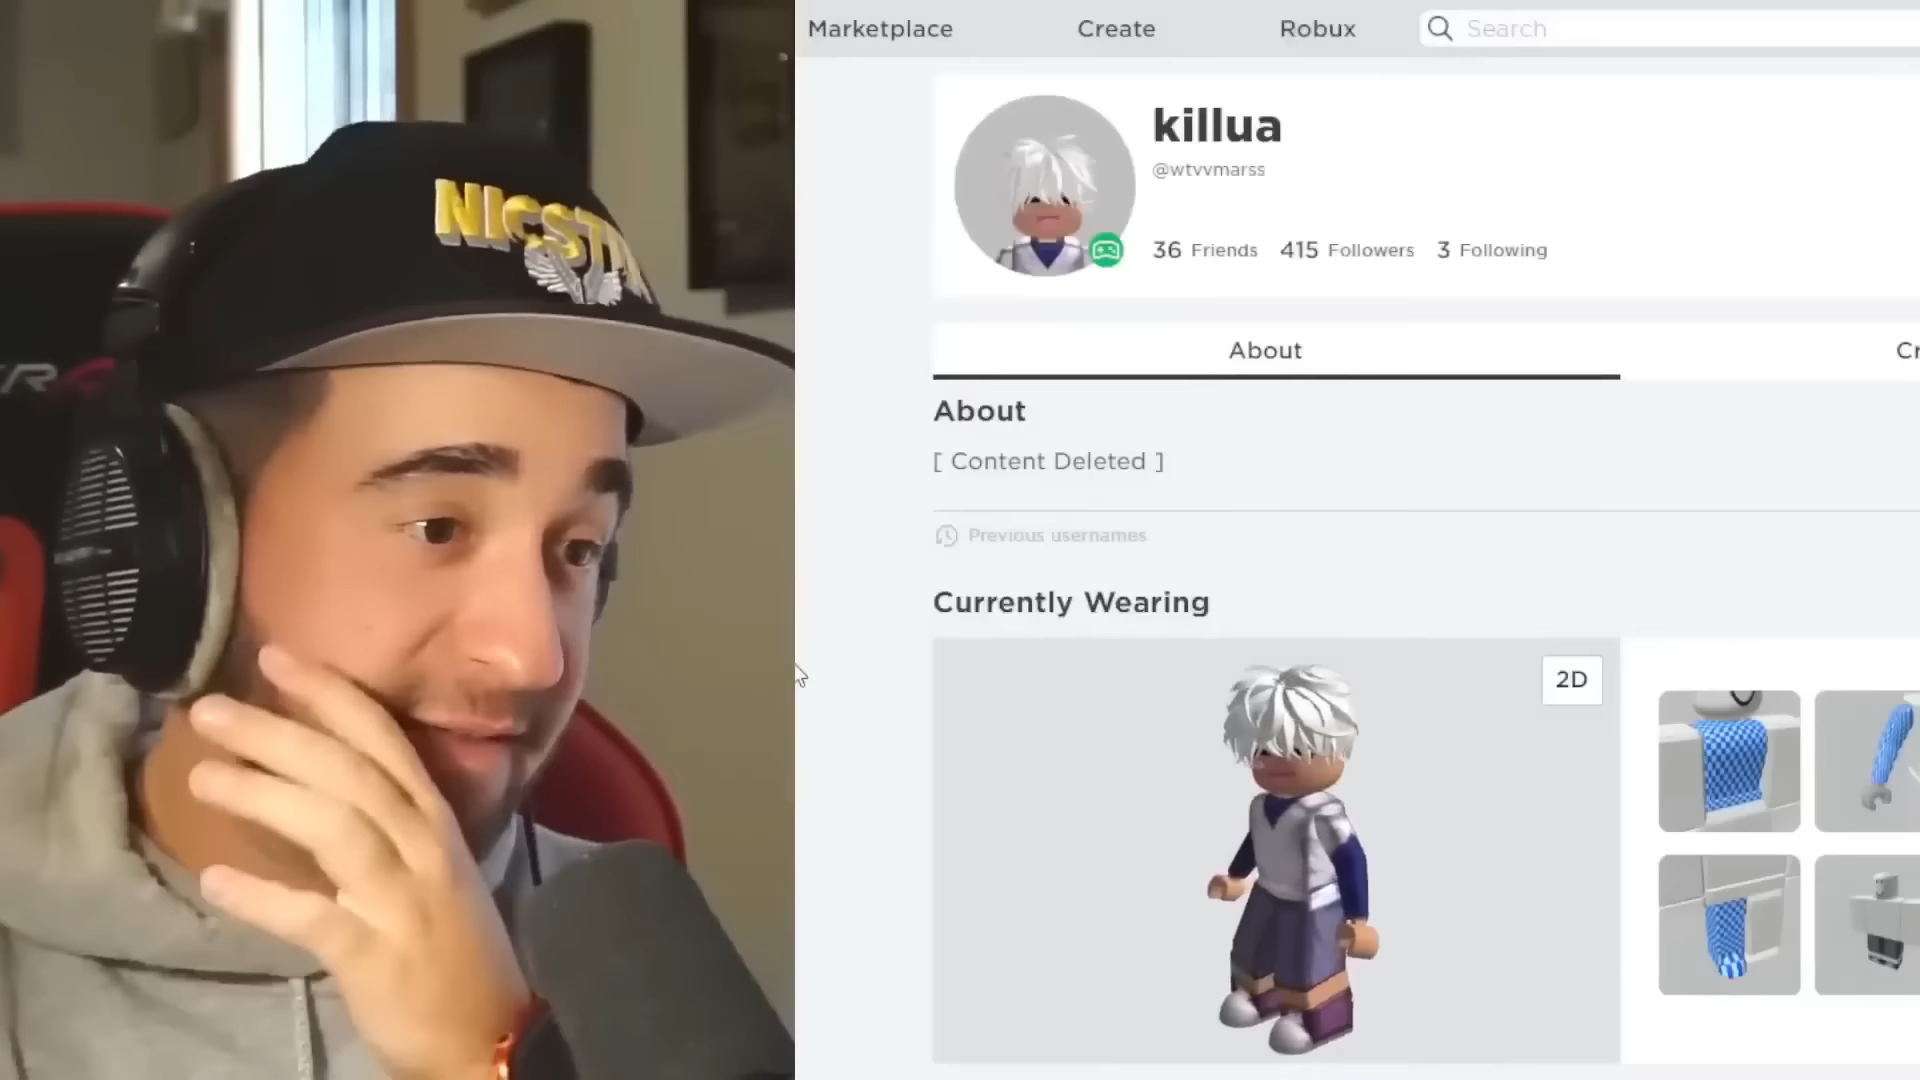 Marketplace
Create
Robux
Search
killua
@wtvvmarss
36 Friends
415 Followers
3 Following
About
About
[ Content Deleted ]
Previous usernames
Currently Wearing
2D